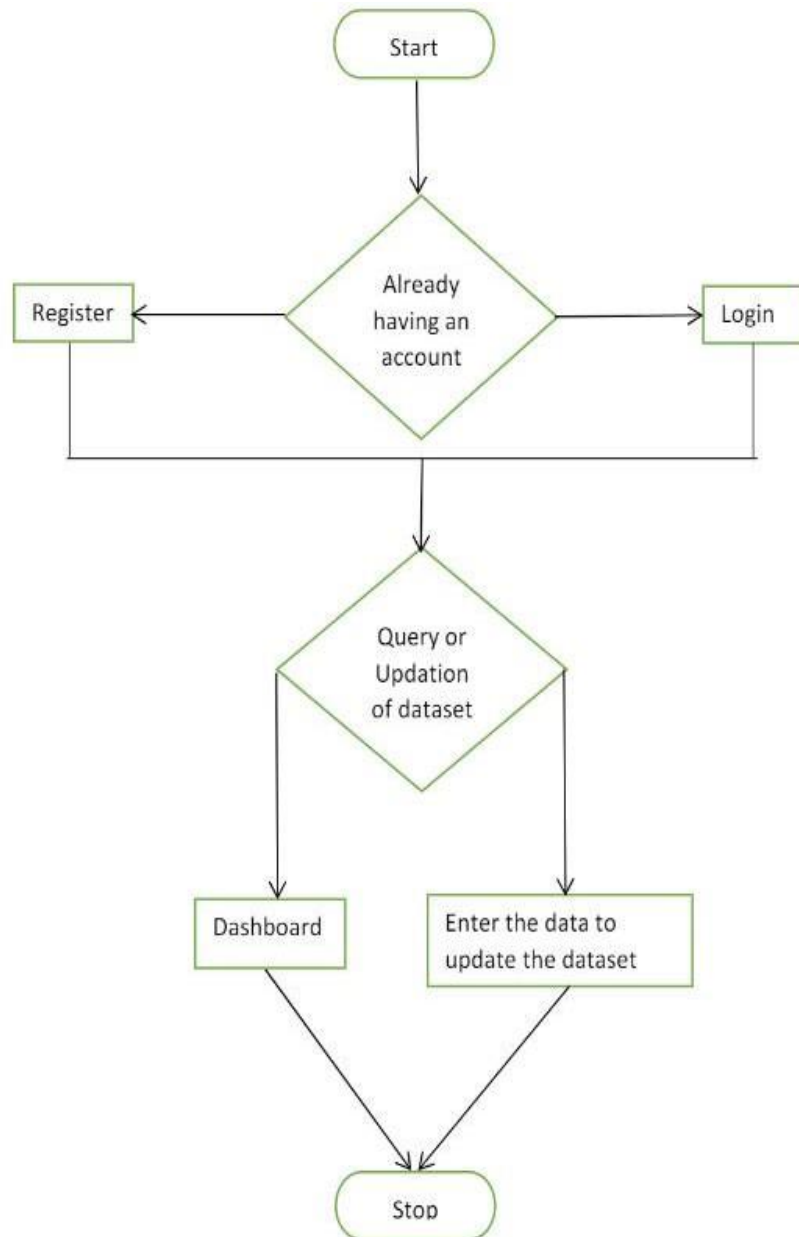 Start
Already
having an
account
Register
Login
Query or
Updation
of dataset
Dashboard
Enter the data to
update the dataset
Stop